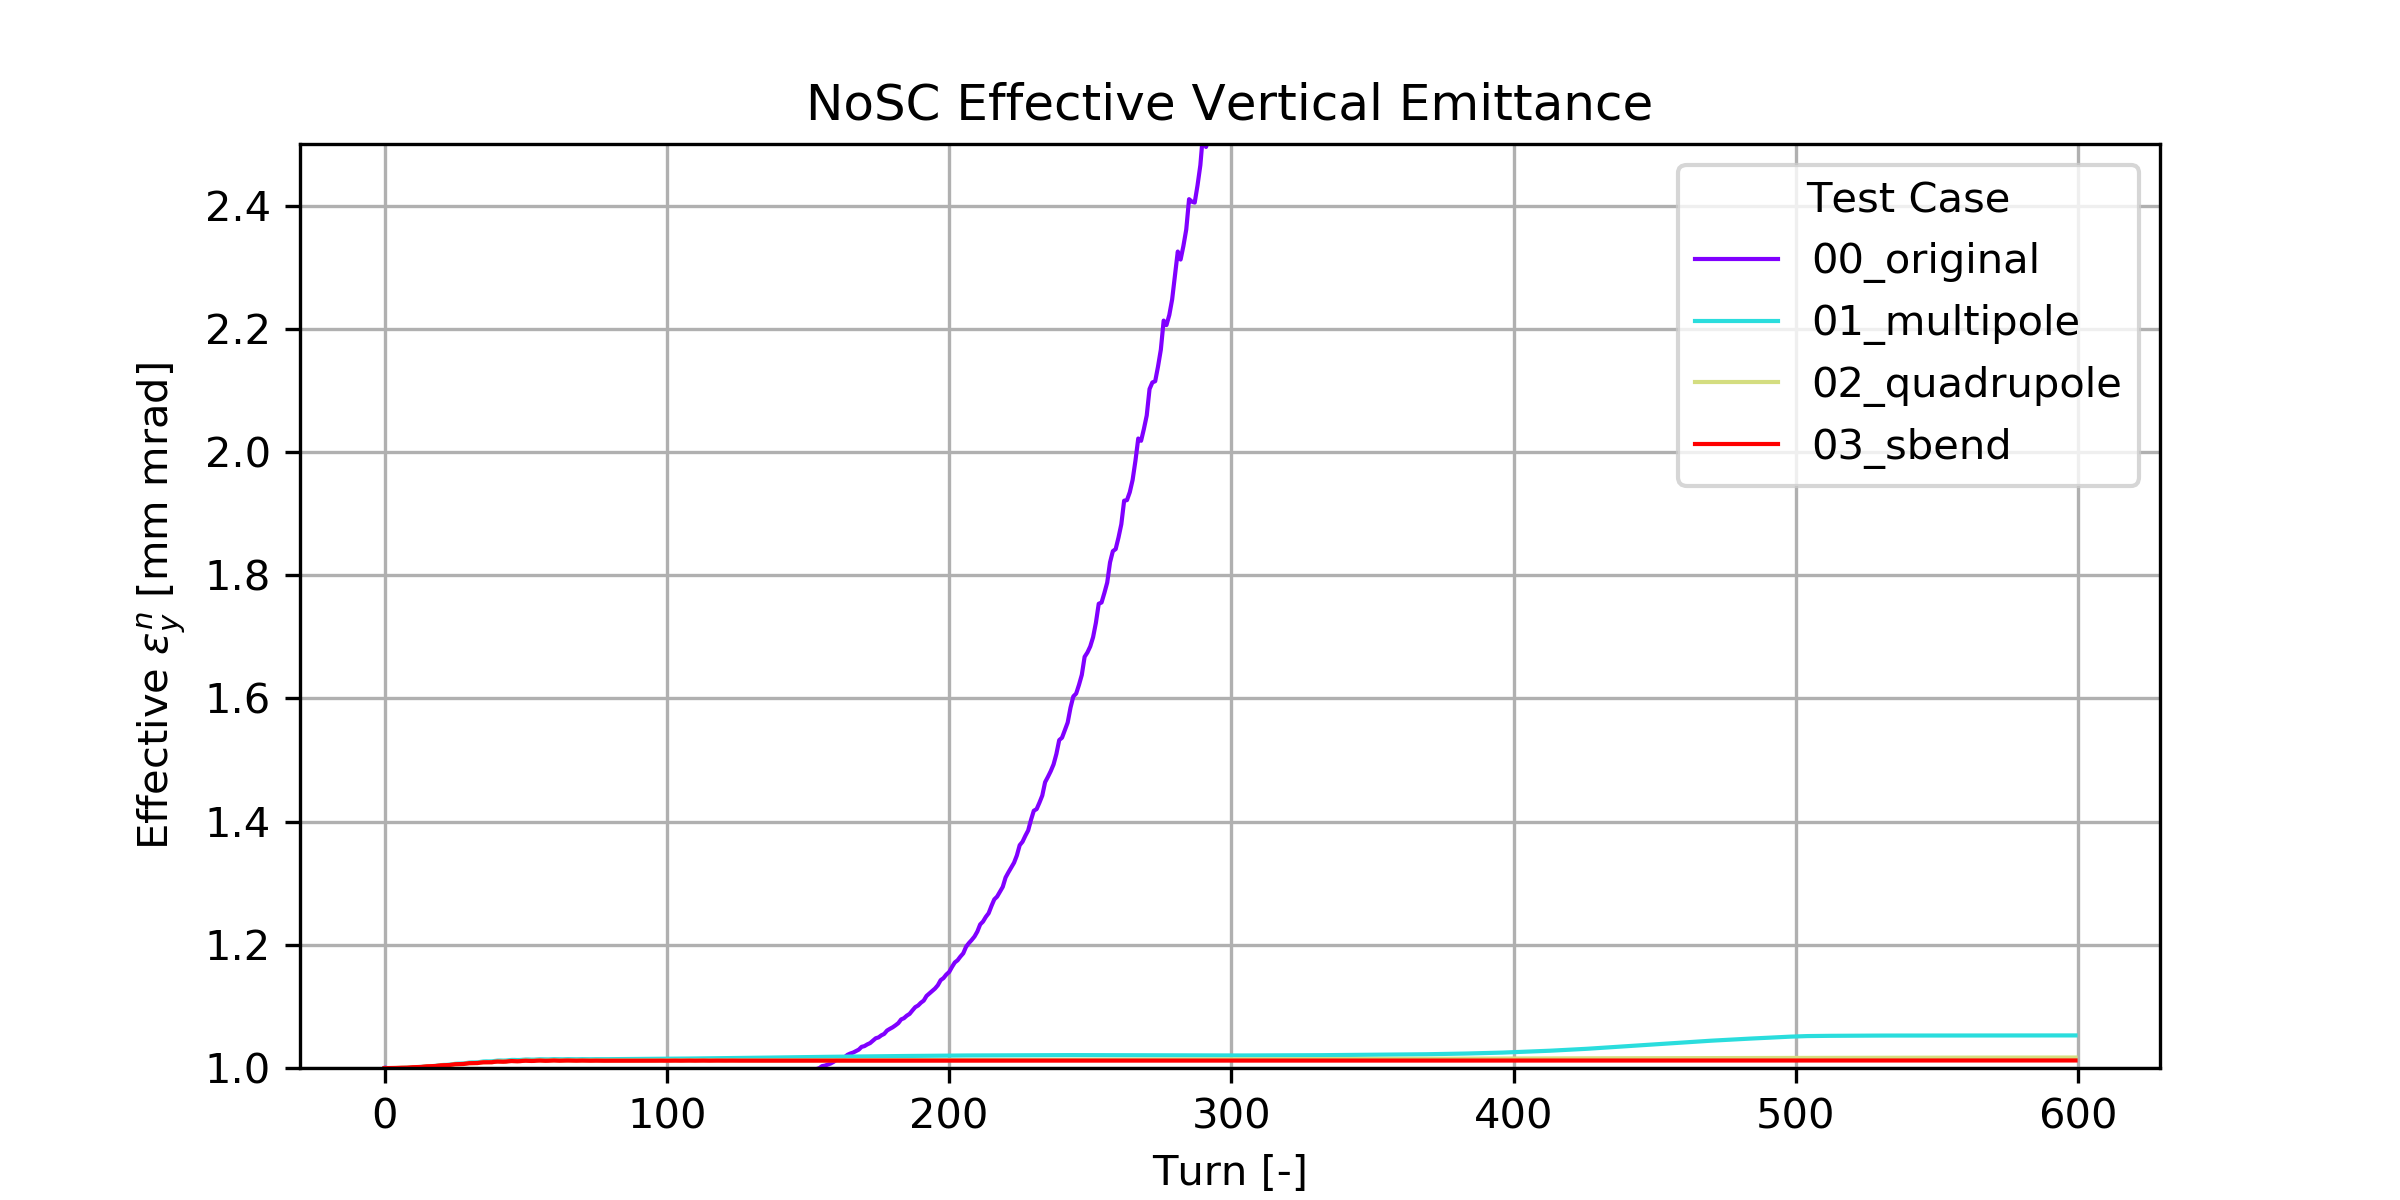 NoSC Effective Vertical Emittance
Effective εₙʸ [mm mrad]
2.4
2.2
2.0
1.8
1.6
1.4
1.2
1.0
0 100 200 300 400 500 600
Turn [-]
Test Case
00_original
01_multipole
02_quadrupole
03_sbend